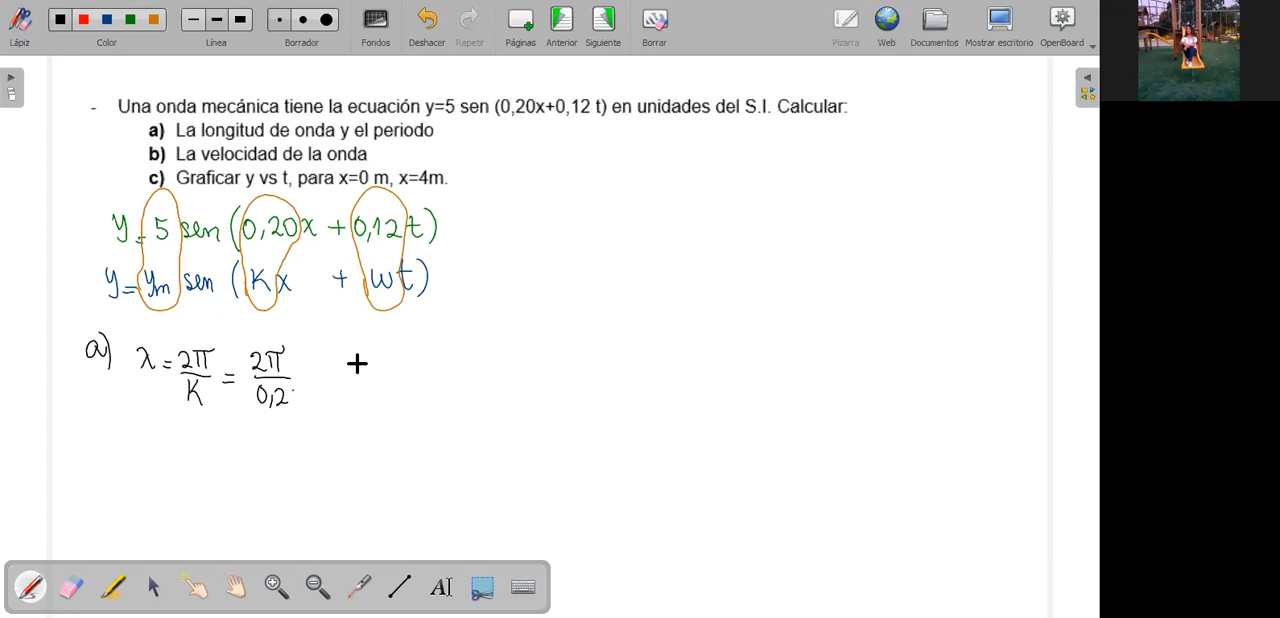 Color Línea Borrador
Lápiz Fondos Deshacer Repetir Páginas Anterior Siguiente Borrar Pizarra Web Documentos Mostrar escritorio OpenBoard
- Una onda mecánica tiene la ecuación y=5 sen (0,20x+0,12 t) en unidades del S.I. Calcular:
a) La longitud de onda y el periodo
b) La velocidad de la onda
c) Graficar y vs t, para x=0 m, x=4m.
y = 5 sen (0,20x + 0,12 t)
y = ym sen (Kx + wt)
a) λ = 2π/K = 2π/0,2
AI